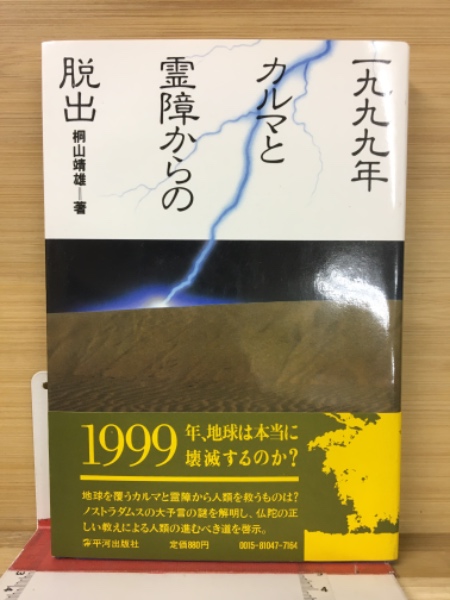 一九九九年
カルマと
霊障からの
脱出
桐山靖雄―著
1999年、地球は本当に
壊滅するのか?
地球を覆うカルマと霊障から人類を救うものは?
ノストラダムスの大予言の謎を解明し、仏陀の正
しい教えによる人類の進むべき道を啓示。
平河出版社 定価880円 0015-81047-7164